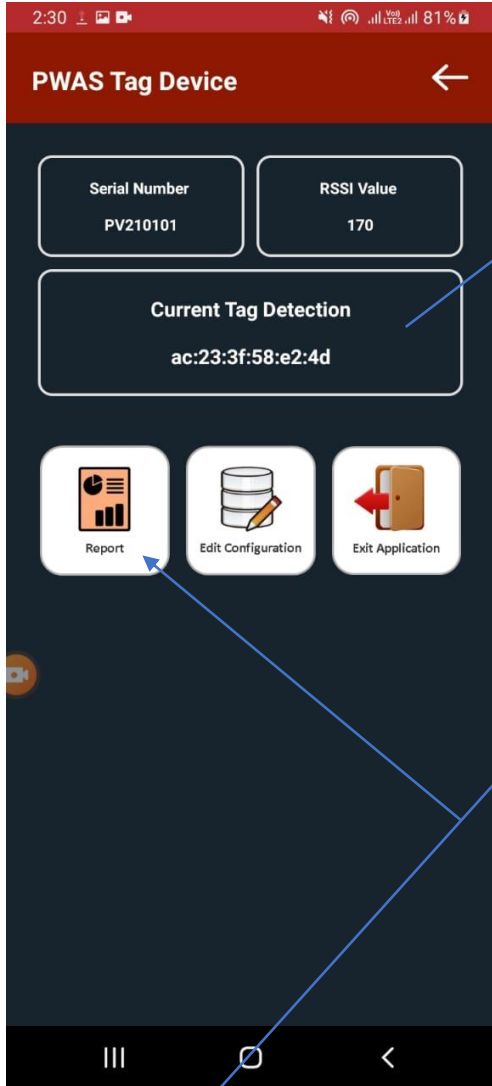 2:30 81%
PWAS Tag Device
Serial Number
PV210101
RSSI Value
170
Current Tag Detection
ac:23:3f:58:e2:4d
Report
Edit Configuration
Exit Application